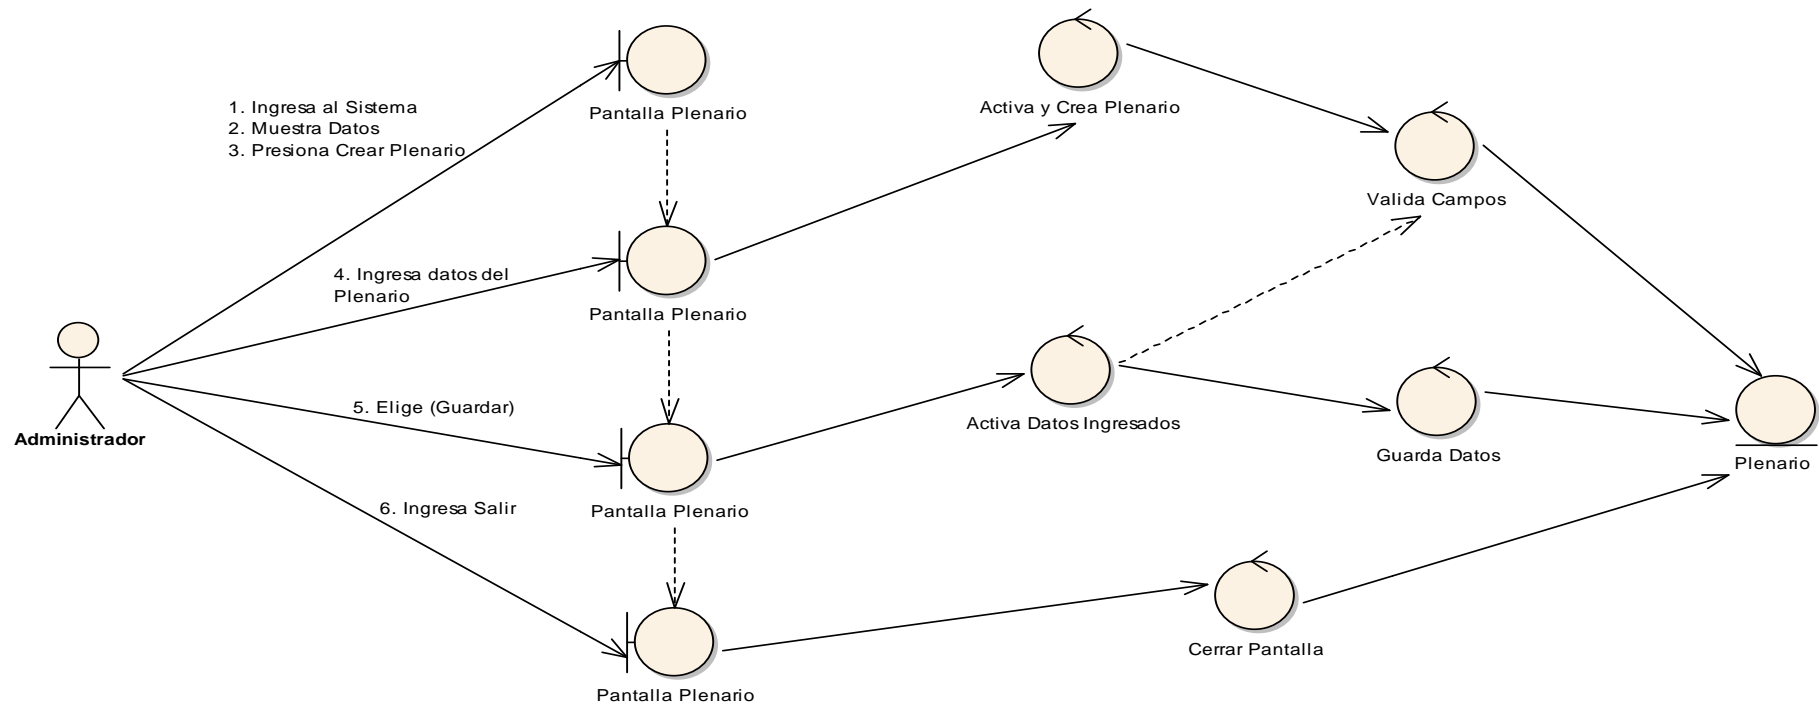 Pantalla Plenario
Activa y Crea Plenario
1. Ingresa al Sistema
2. Muestra Datos
3. Presiona Crear Plenario
Valida Campos
4. Ingresa datos del
Plenario
Pantalla Plenario
5. Elige (Guardar)
Activa Datos Ingresados
Administrador
Guarda Datos
Plenario
6. Ingresa Salir
Pantalla Plenario
Cerrar Pantalla
Pantalla Plenario